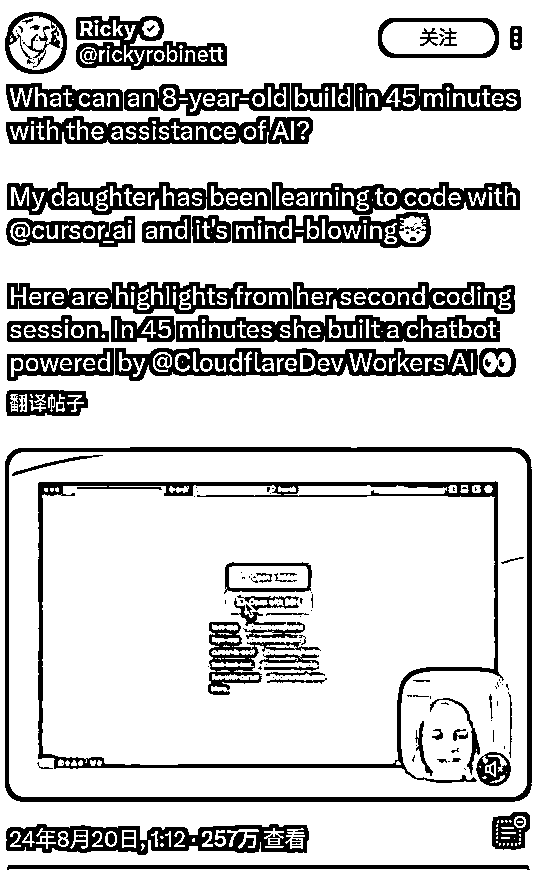 Ricky
@rickyrobinett
关注
What can an 8-year-old build in 45 minutes
with the assistance of AI?
My daughter has been learning to code with
@cursor_ai and it's mind-blowing🤯
Here are highlights from her second coding
session. In 45 minutes she built a chatbot
powered by @CloudflareDev Workers AI 👀
翻译帖子
24年8月20日, 1:12 · 257万 查看